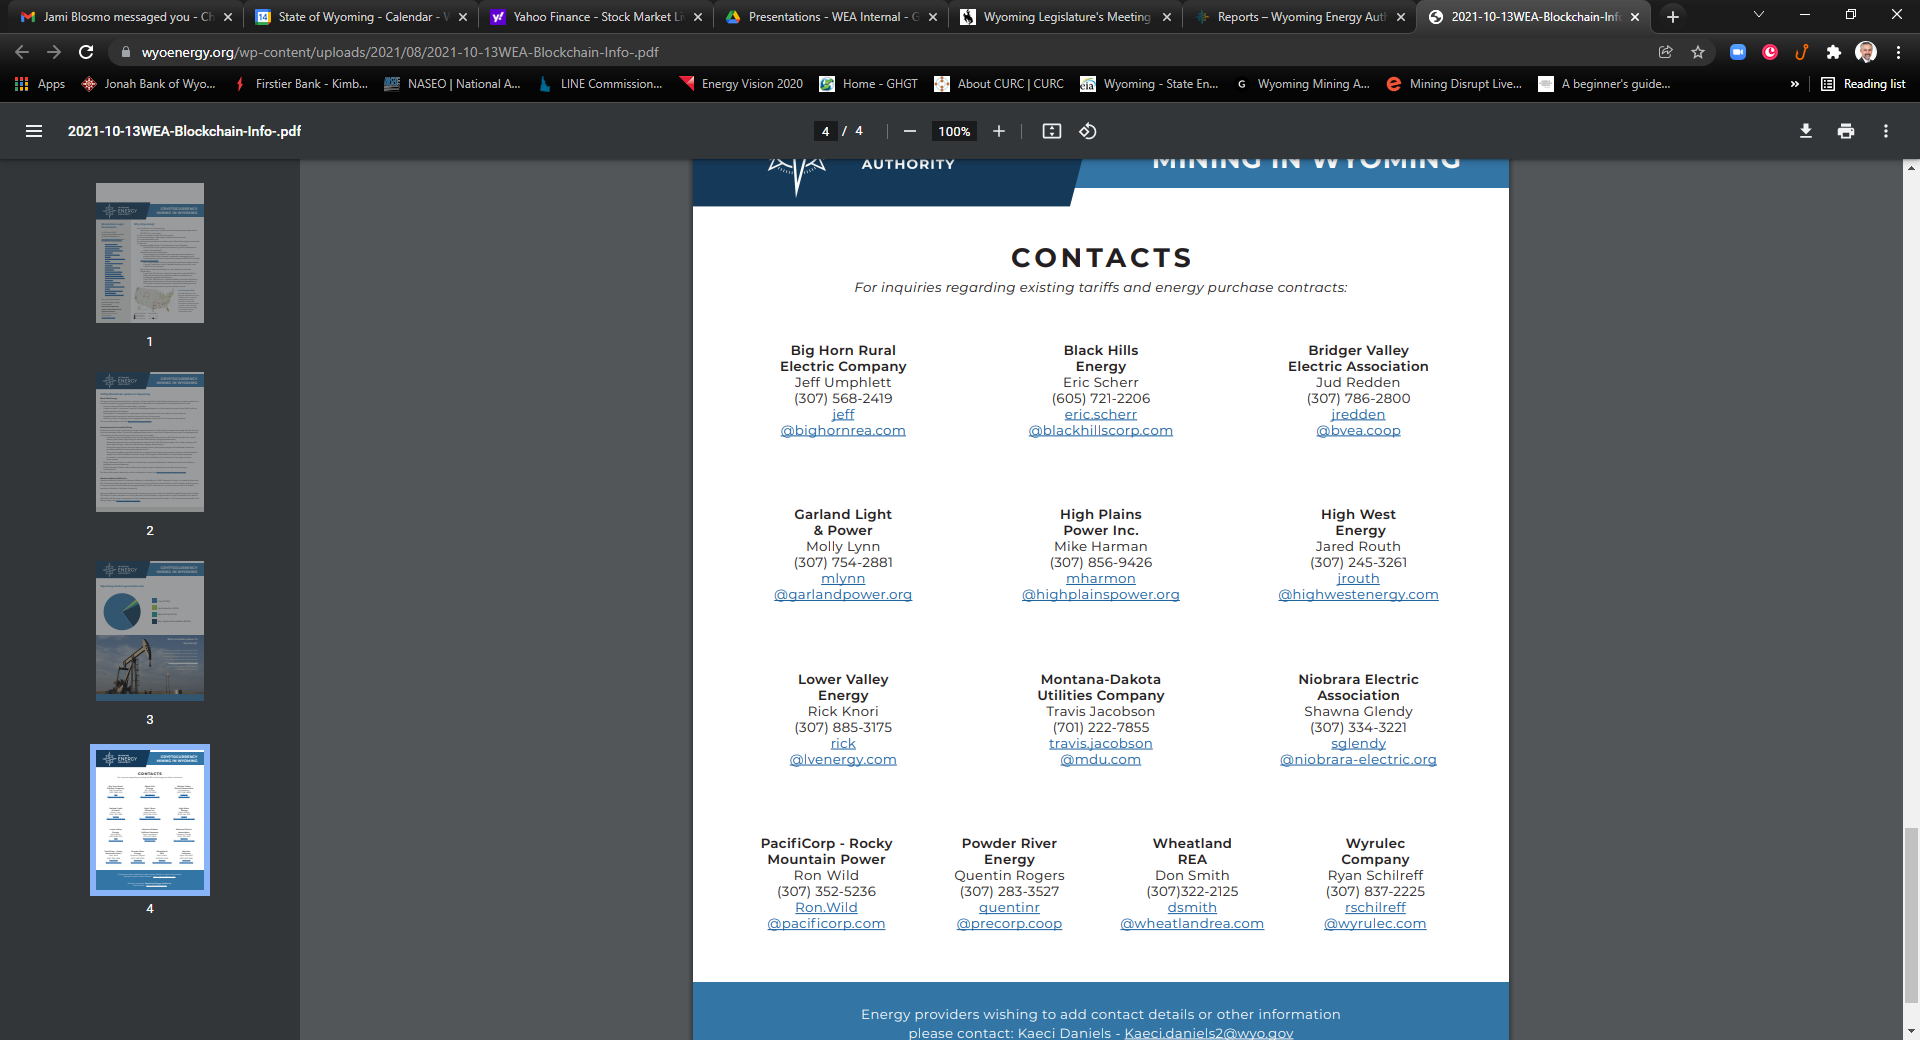 Jami Blosmo messaged you - Ch
State of Wyoming - Calendar - W
Yahoo Finance - Stock Market Li
Presentations - WEA Internal - G
Wyoming Legislature's Meeting
Reports – Wyoming Energy Auth
2021-10-13WEA-Blockchain-Info
wyoenergy.org/wp-content/uploads/2021/08/2021-10-13WEA-Blockchain-Info-.pdf
Apps
Jonah Bank of Wyo...
Firstier Bank - Kimb...
NASEO | National A...
LINE Commission...
Energy Vision 2020
Home - GHGT
About CURC | CURC
Wyoming - State En...
Wyoming Mining A...
Mining Disrupt Live...
A beginner's guide...
Reading list
2021-10-13WEA-Blockchain-Info-.pdf
4 / 4
100%
1
2
3
4
AUTHORITY
MINING IN WYOMING
CONTACTS
For inquiries regarding existing tariffs and energy purchase contracts:
Big Horn Rural
Electric Company
Jeff Umphlett
(307) 568-2419
jeff
@bighornrea.com
Black Hills
Energy
Eric Scherr
(605) 721-2206
eric.scherr
@blackhillscorp.com
Bridger Valley
Electric Association
Jud Redden
(307) 786-2800
jredden
@bvea.coop
Garland Light
& Power
Molly Lynn
(307) 754-2881
mlynn
@garlandpower.org
High Plains
Power Inc.
Mike Harman
(307) 856-9426
mharmon
@highplainspower.org
High West
Energy
Jared Routh
(307) 245-3261
jrouth
@highwestenergy.com
Lower Valley
Energy
Rick Knori
(307) 885-3175
rick
@lvenergy.com
Montana-Dakota
Utilities Company
Travis Jacobson
(701) 222-7855
travis.jacobson
@mdu.com
Niobrara Electric
Association
Shawna Glendy
(307) 334-3221
sglendy
@niobrara-electric.org
PacifiCorp - Rocky
Mountain Power
Ron Wild
(307) 352-5236
Ron.Wild
@pacificorp.com
Powder River
Energy
Quentin Rogers
(307) 283-3527
quentinr
@precorp.coop
Wheatland
REA
Don Smith
(307)322-2125
dsmith
@wheatlandrea.com
Wyrulec
Company
Ryan Schilreff
(307) 837-2225
rschilreff
@wyrulec.com
Energy providers wishing to add contact details or other information
please contact: Kaeci Daniels - Kaeci.daniels2@wyo.gov